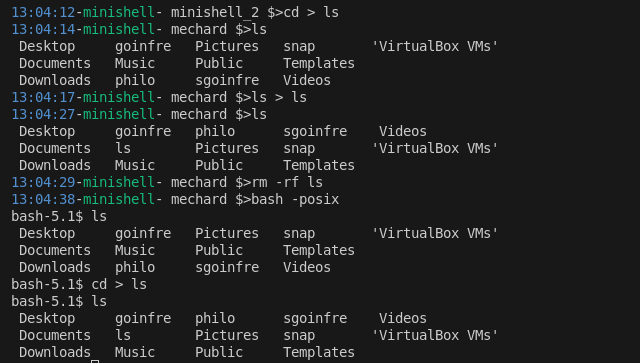 13:04:12-minishell- minishell_2 $>cd > ls
13:04:14-minishell- mechard $>ls
Desktop goinfre Pictures snap 'VirtualBox VMs'
Documents Music Public Templates
Downloads philo sgoinfre Videos
13:04:17-minishell- mechard $>ls > ls
13:04:27-minishell- mechard $>ls
Desktop goinfre philo sgoinfre Videos
Documents ls Pictures snap 'VirtualBox VMs'
Downloads Music Public Templates
13:04:29-minishell- mechard $>rm -rf ls
13:04:38-minishell- mechard $>bash -posix
bash-5.1$ ls
Desktop goinfre Pictures snap 'VirtualBox VMs'
Documents Music Public Templates
Downloads philo sgoinfre Videos
bash-5.1$ cd > ls
bash-5.1$ ls
Desktop goinfre philo sgoinfre Videos
Documents ls Pictures snap 'VirtualBox VMs'
Downloads Music Public Templates